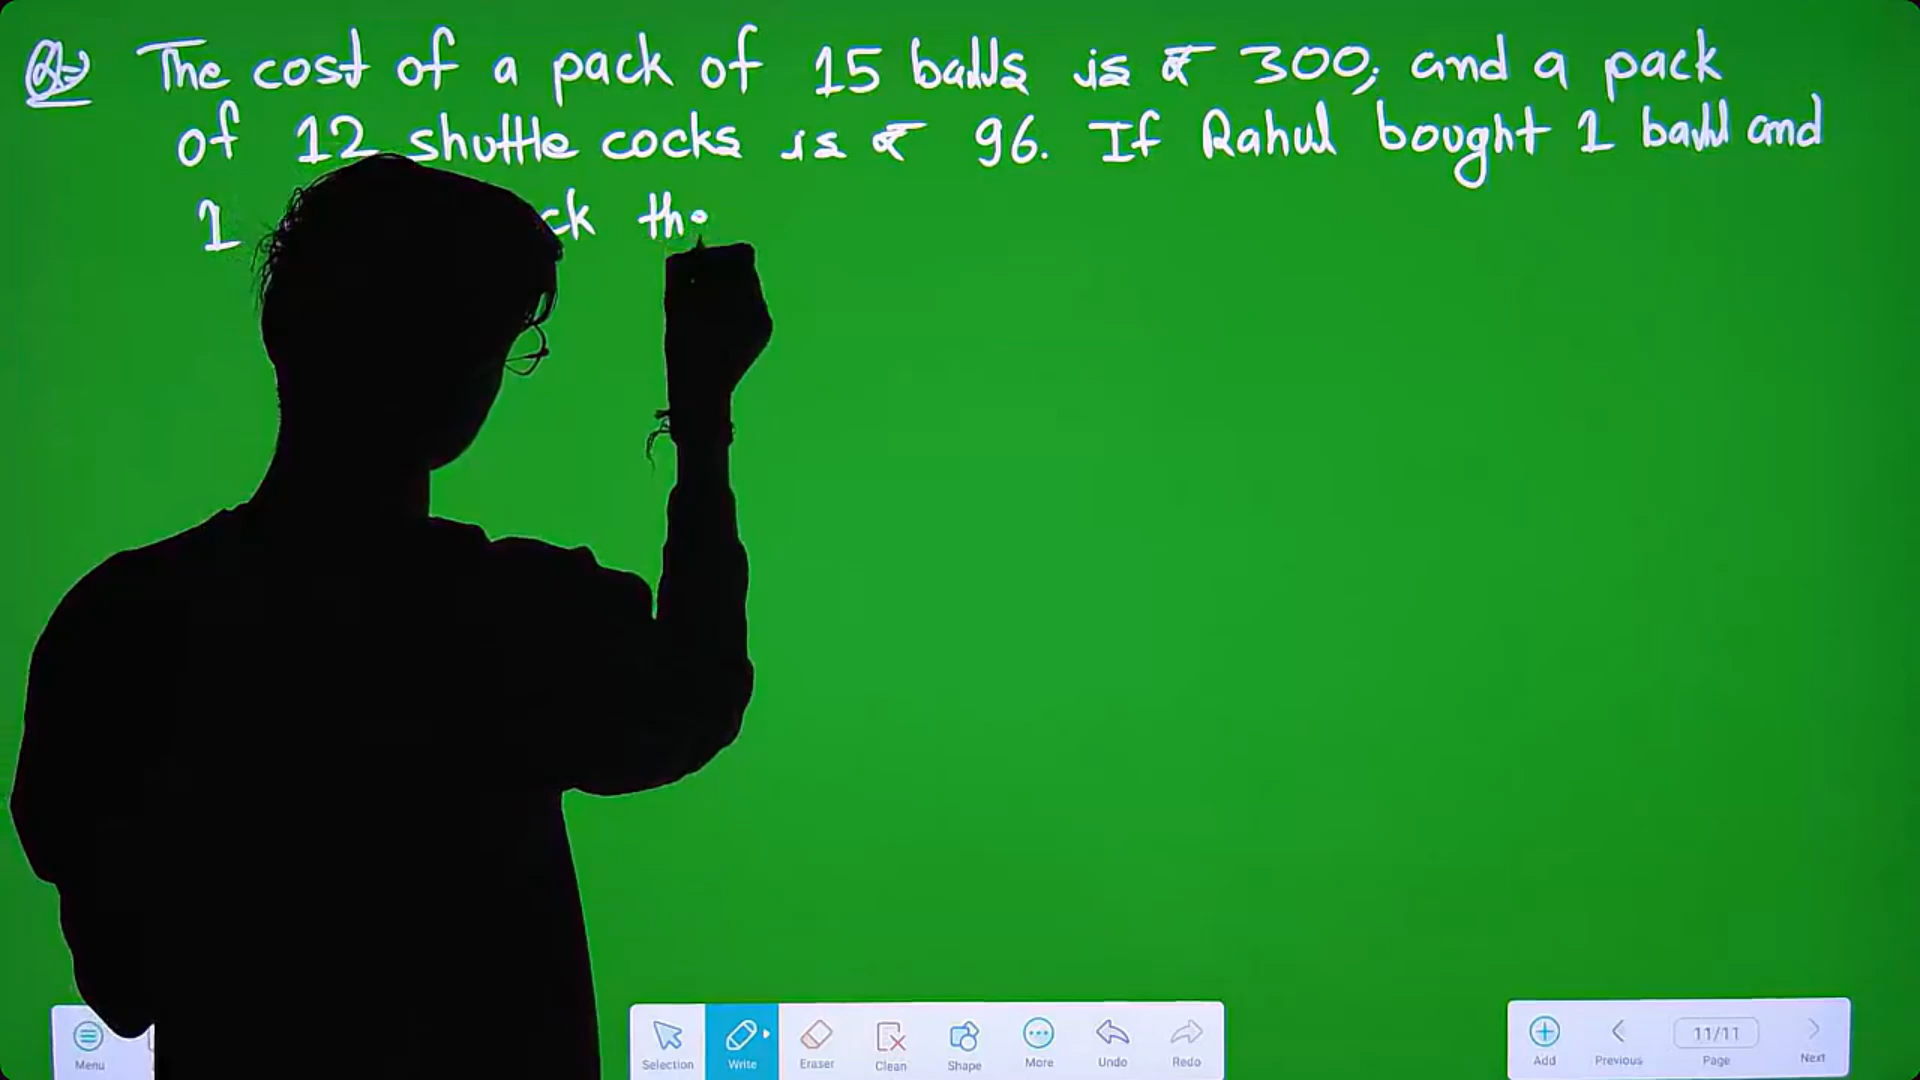 Q=> The cost of a pack of 15 balls is ₹ 300, and a pack
of 12 shuttle cocks is ₹ 96. If Rahul bought 1 ball and
1 ck the
Menu
Selection Write Eraser Clean Shape More Undo Redo
Add Previous 11/11 Page Next